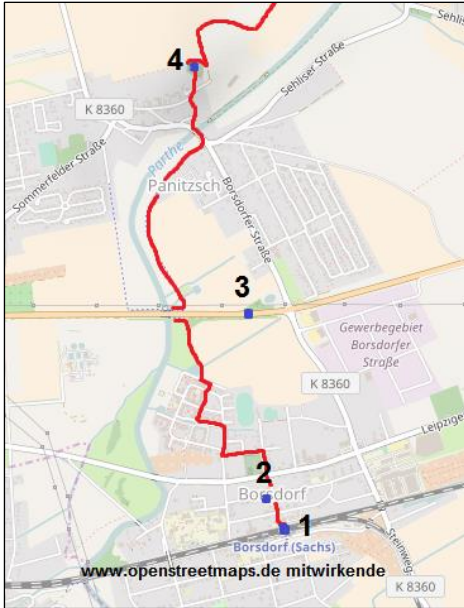 4
K 8360
Sehliser Straße
K 8360
Sommerfelder Straße
Parthe
Panitzsch
Borsdorfer Straße
3
Gewerbegebiet
Borsdorfer
Straße
K 8360
Leipzige
2
Borsdorf
1
Borsdorf (Sachs)
Steinweg
www.openstreetmaps.de mitwirkende
K 8360